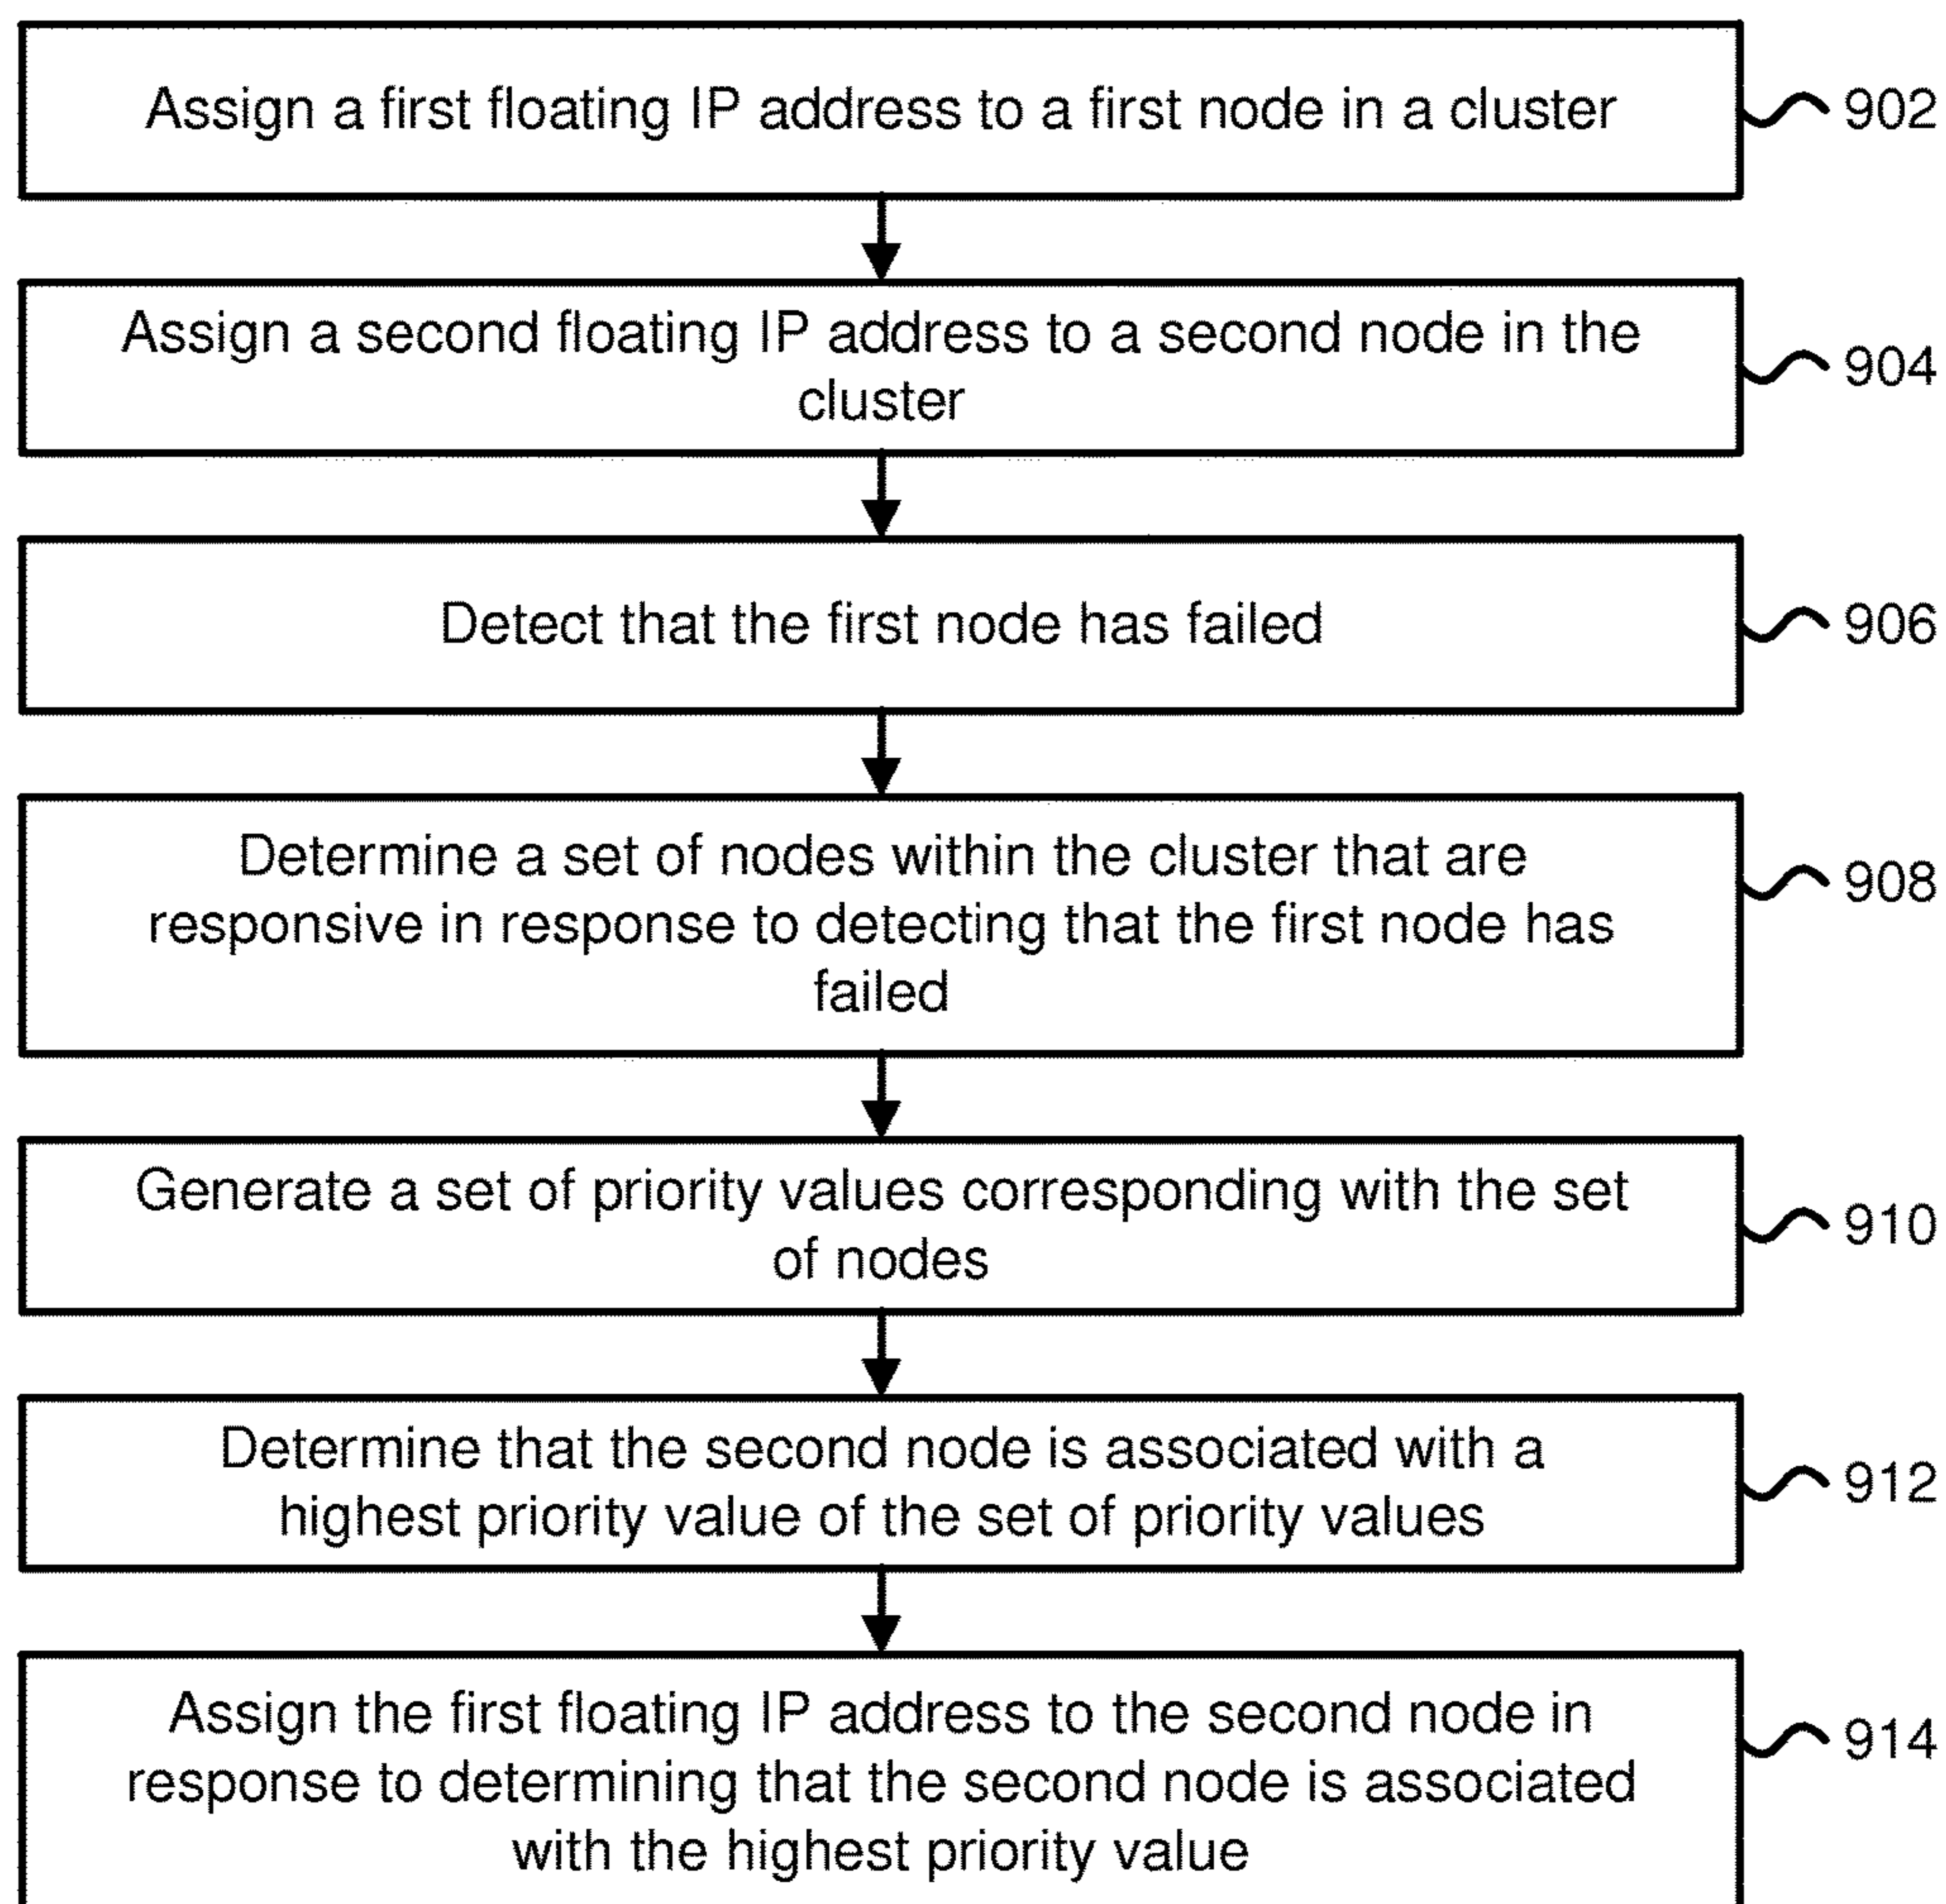 Assign a first floating IP address to a first node in a cluster
902
Assign a second floating IP address to a second node in the
cluster
904
Detect that the first node has failed
906
Determine a set of nodes within the cluster that are
responsive in response to detecting that the first node has
failed
908
Generate a set of priority values corresponding with the set
of nodes
910
Determine that the second node is associated with a
highest priority value of the set of priority values
912
Assign the first floating IP address to the second node in
response to determining that the second node is associated
with the highest priority value
914